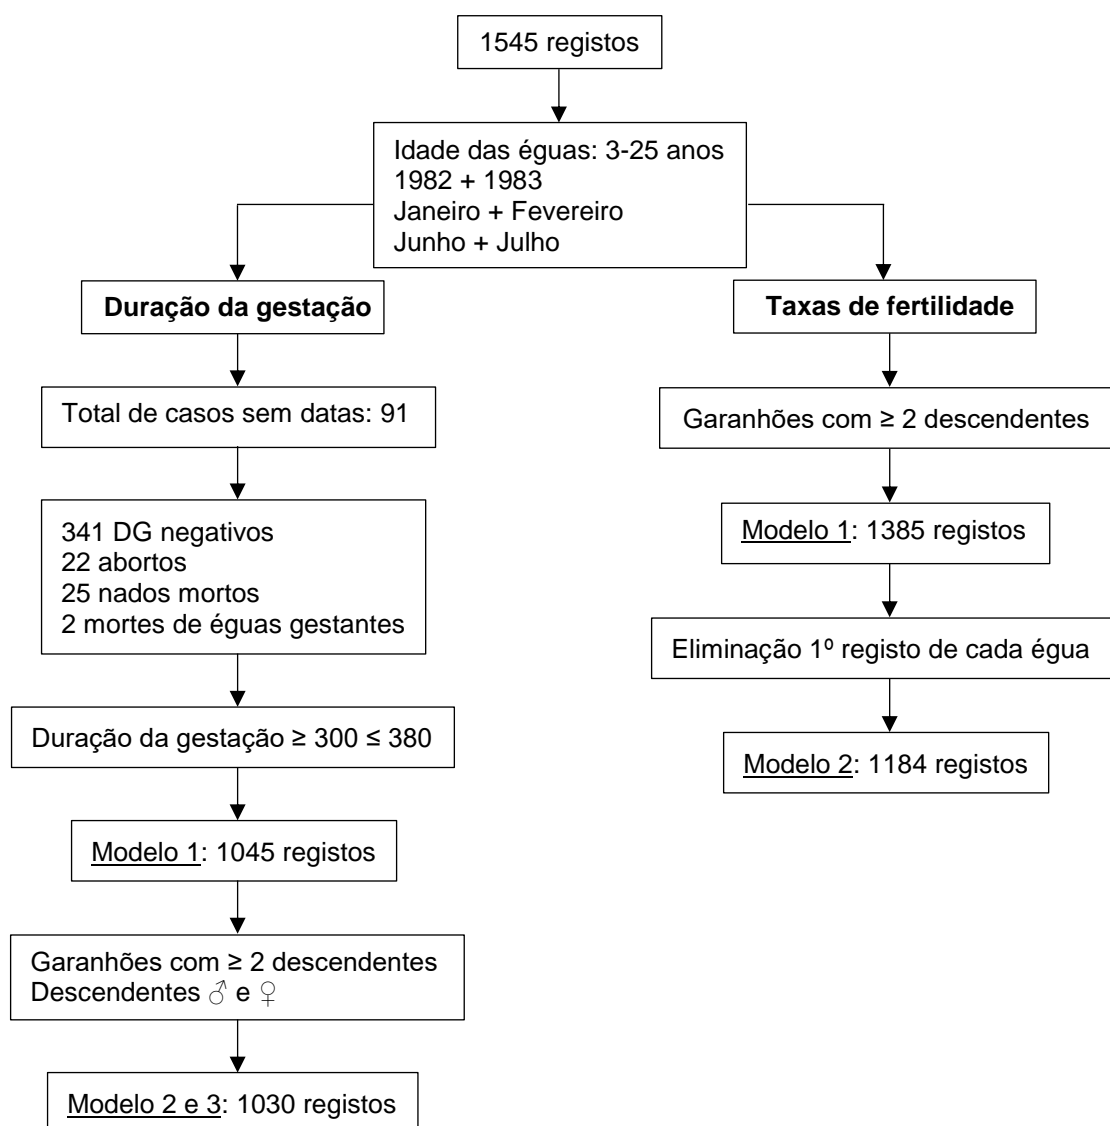 1545 registos
Idade das éguas: 3-25 anos
1982 + 1983
Janeiro + Fevereiro
Junho + Julho
Duração da gestação
Total de casos sem datas: 91
341 DG negativos
22 abortos
25 nados mortos
2 mortes de éguas gestantes
Duração da gestação ≥ 300 ≤ 380
Modelo 1: 1045 registos
Garanhões com ≥ 2 descendentes
Descendentes ♂ e ♀
Modelo 2 e 3: 1030 registos
Taxas de fertilidade
Garanhões com ≥ 2 descendentes
Modelo 1: 1385 registos
Eliminação 1º registo de cada égua
Modelo 2: 1184 registos